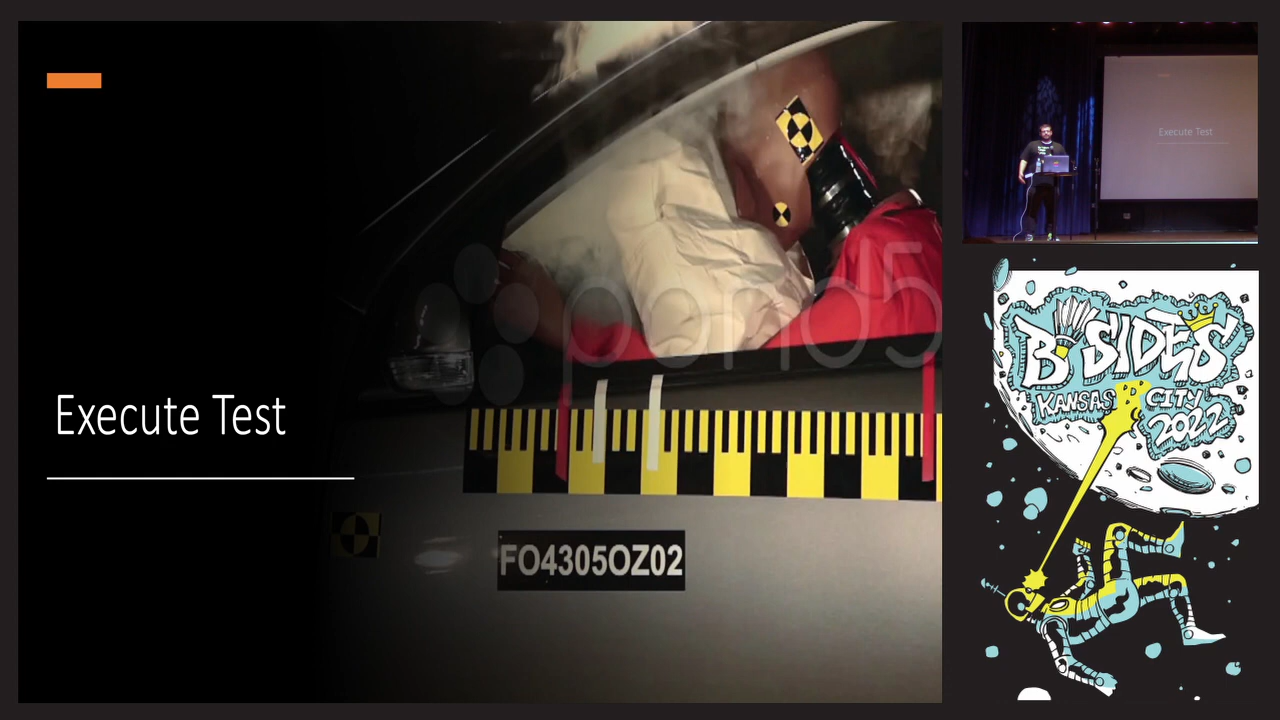 Execute Test
pond5
FO4305OZ02
Execute Test
B SIDES
KANSAS CITY
2022